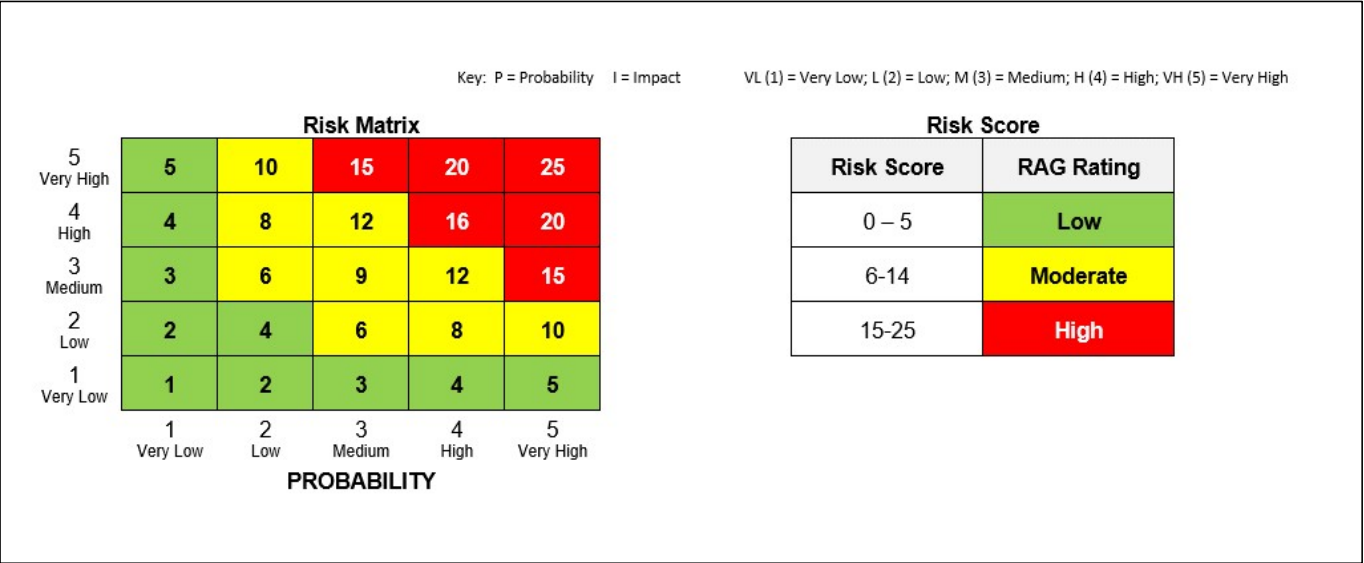 Key: P = Probability I = Impact VL (1) = Very Low; L (2) = Low; M (3) = Medium; H (4) = High; VH (5) = Very High
Risk Matrix
5
Very High
5 10 15 20 25
4
High
4 8 12 16 20
3
Medium
3 6 9 12 15
2
Low
2 4 6 8 10
1
Very Low
1 2 3 4 5
1 2 3 4 5
Very Low Low Medium High Very High
PROBABILITY
Risk Score
Risk Score RAG Rating
0 – 5 Low
6-14 Moderate
15-25 High